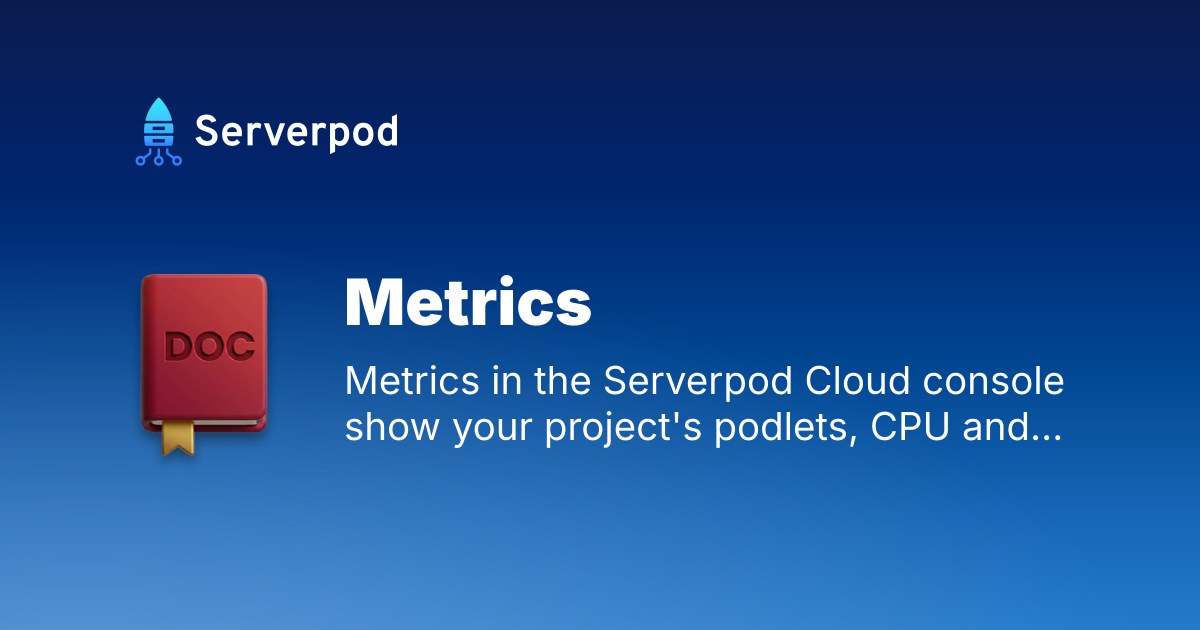 Serverpod
DOC
Metrics
Metrics in the Serverpod Cloud console
show your project's podlets, CPU and...